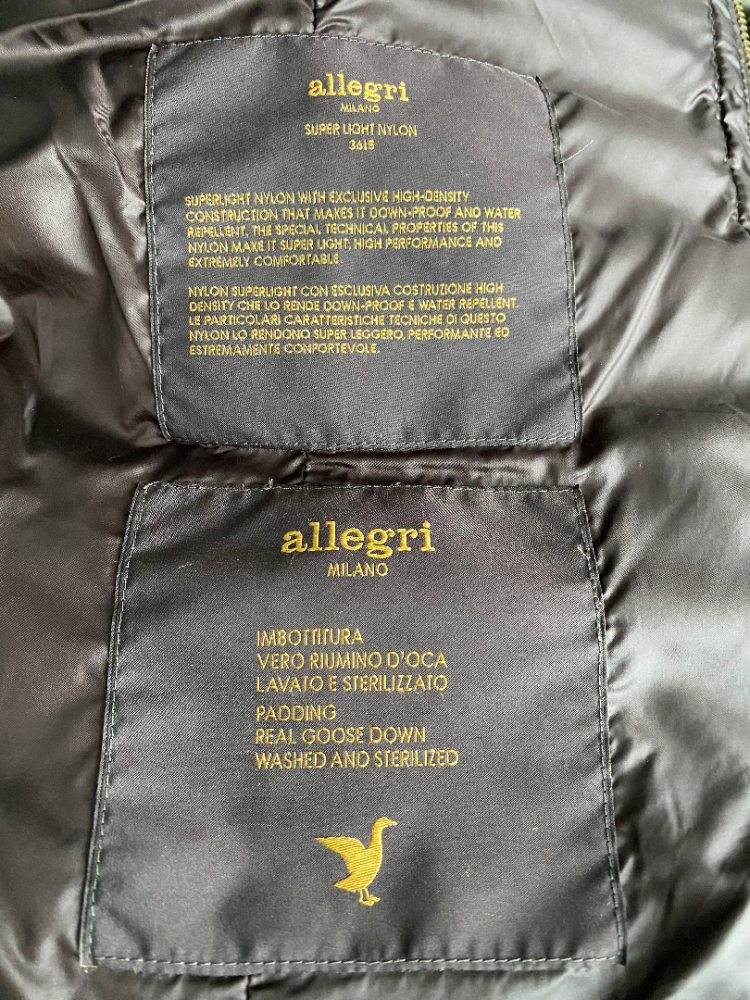 allegri
MILANO
SUPER LIGHT NYLON
3615
SUPERLIGHT NYLON WITH EXCLUSIVE HIGH-DENSITY
CONSTRUCTION THAT MAKES IT DOWN-PROOF AND WATER
REPELLENT, THE SPECIAL TECHNICAL PROPERTIES OF THIS
NYLON MAKE IT SUPER LIGHT, HIGH PERFORMANCE AND
EXTREMELY COMFORTABLE.
NYLON SUPERLIGHT CON ESCLUSIVA COSTRUZIONE HIGH
DENSITY CHE LO RENDE DOWN-PROOF E WATER REPELLENT.
LE PARTICOLARI CARATTERISTICHE TECNICHE DI QUESTO
NYLON LO RENDONO SUPER LEGGERO, PERFORMANTE ED
ESTREMAMENTE CONFORTEVOLE.
allegri
MILANO
IMBOTTITURA
VERO RIUMINO D'OCA
LAVATO E STERILIZZATO
PADDING
REAL GOOSE DOWN
WASHED AND STERILIZED